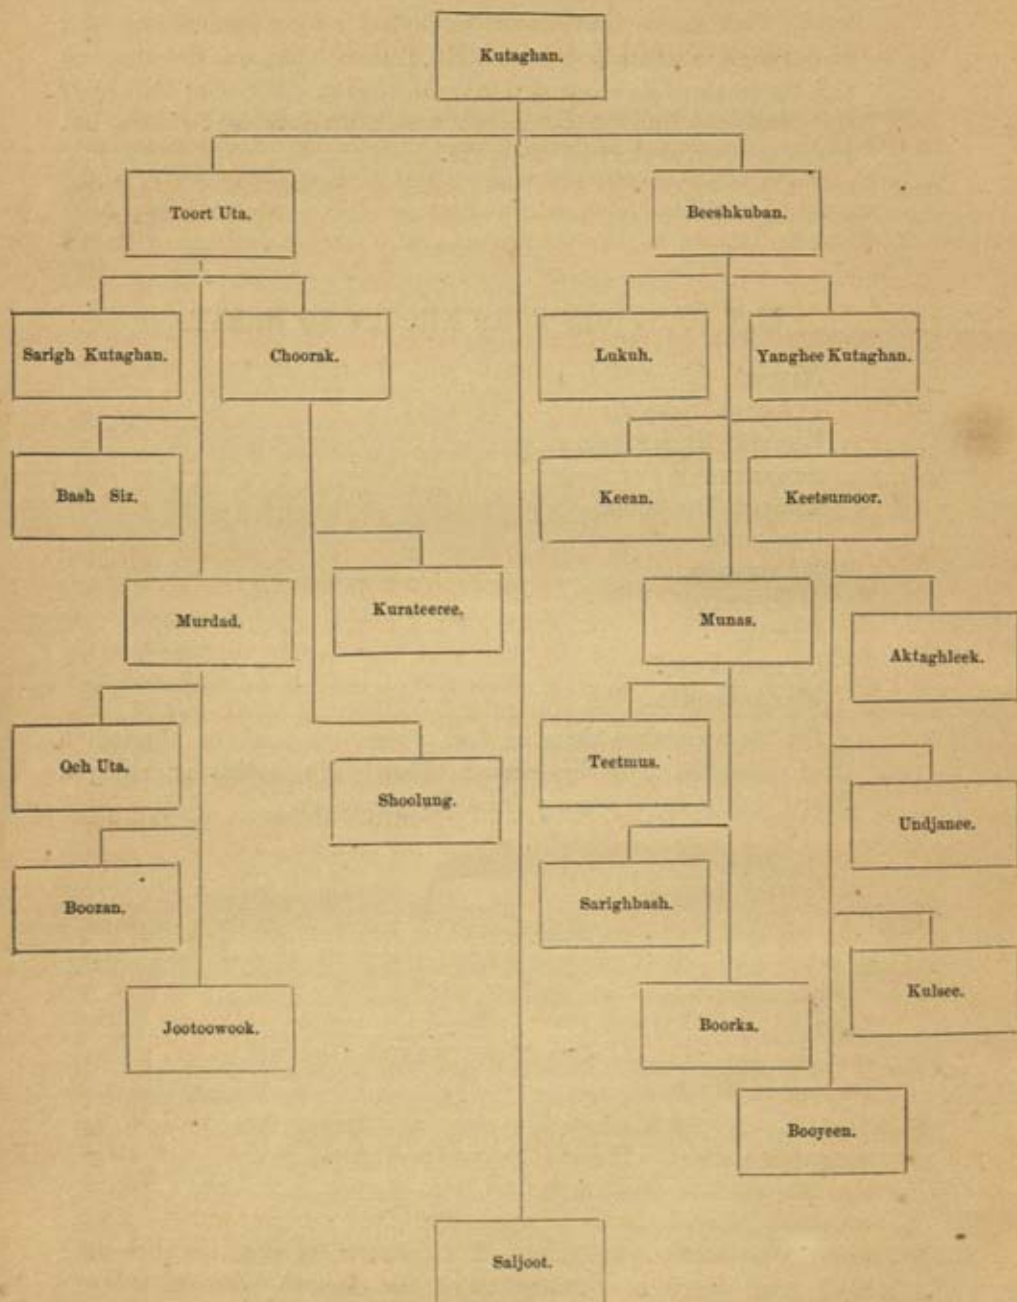 Kutaghan.
Toort Uta.
Beeshkuban.
Sarigh Kutaghan.
Choorak.
Lukuh.
Yanghee Kutaghan.
Bash Siz.
Keean.
Keetsumoor.
Murdad.
Kurateeree.
Munas.
Aktaghleek.
Och Uta.
Shoolung.
Teetmus.
Undjanee.
Boozan.
Sarighbash.
Kulsee.
Jootoowook.
Boorka.
Booyeen.
Saljoot.